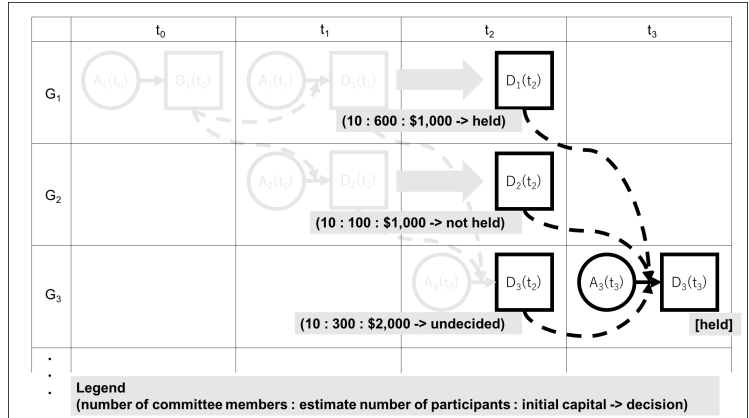 t₀ t₁ t₂ t₃
G₁ A₁(t₀) D₁(t₀) A₁(t₁) D₁(t₁) D₁(t₂)
(10 : 600 : $1,000 -> held)
G₂ A₂(t₁) D₂(t₁) D₂(t₂)
(10 : 100 : $1,000 -> not held)
G₃ A₃(t₂) D₃(t₂) A₃(t₃) D₃(t₃)
(10 : 300 : $2,000 -> undecided) [held]
Legend
(number of committee members : estimate number of participants : initial capital -> decision)